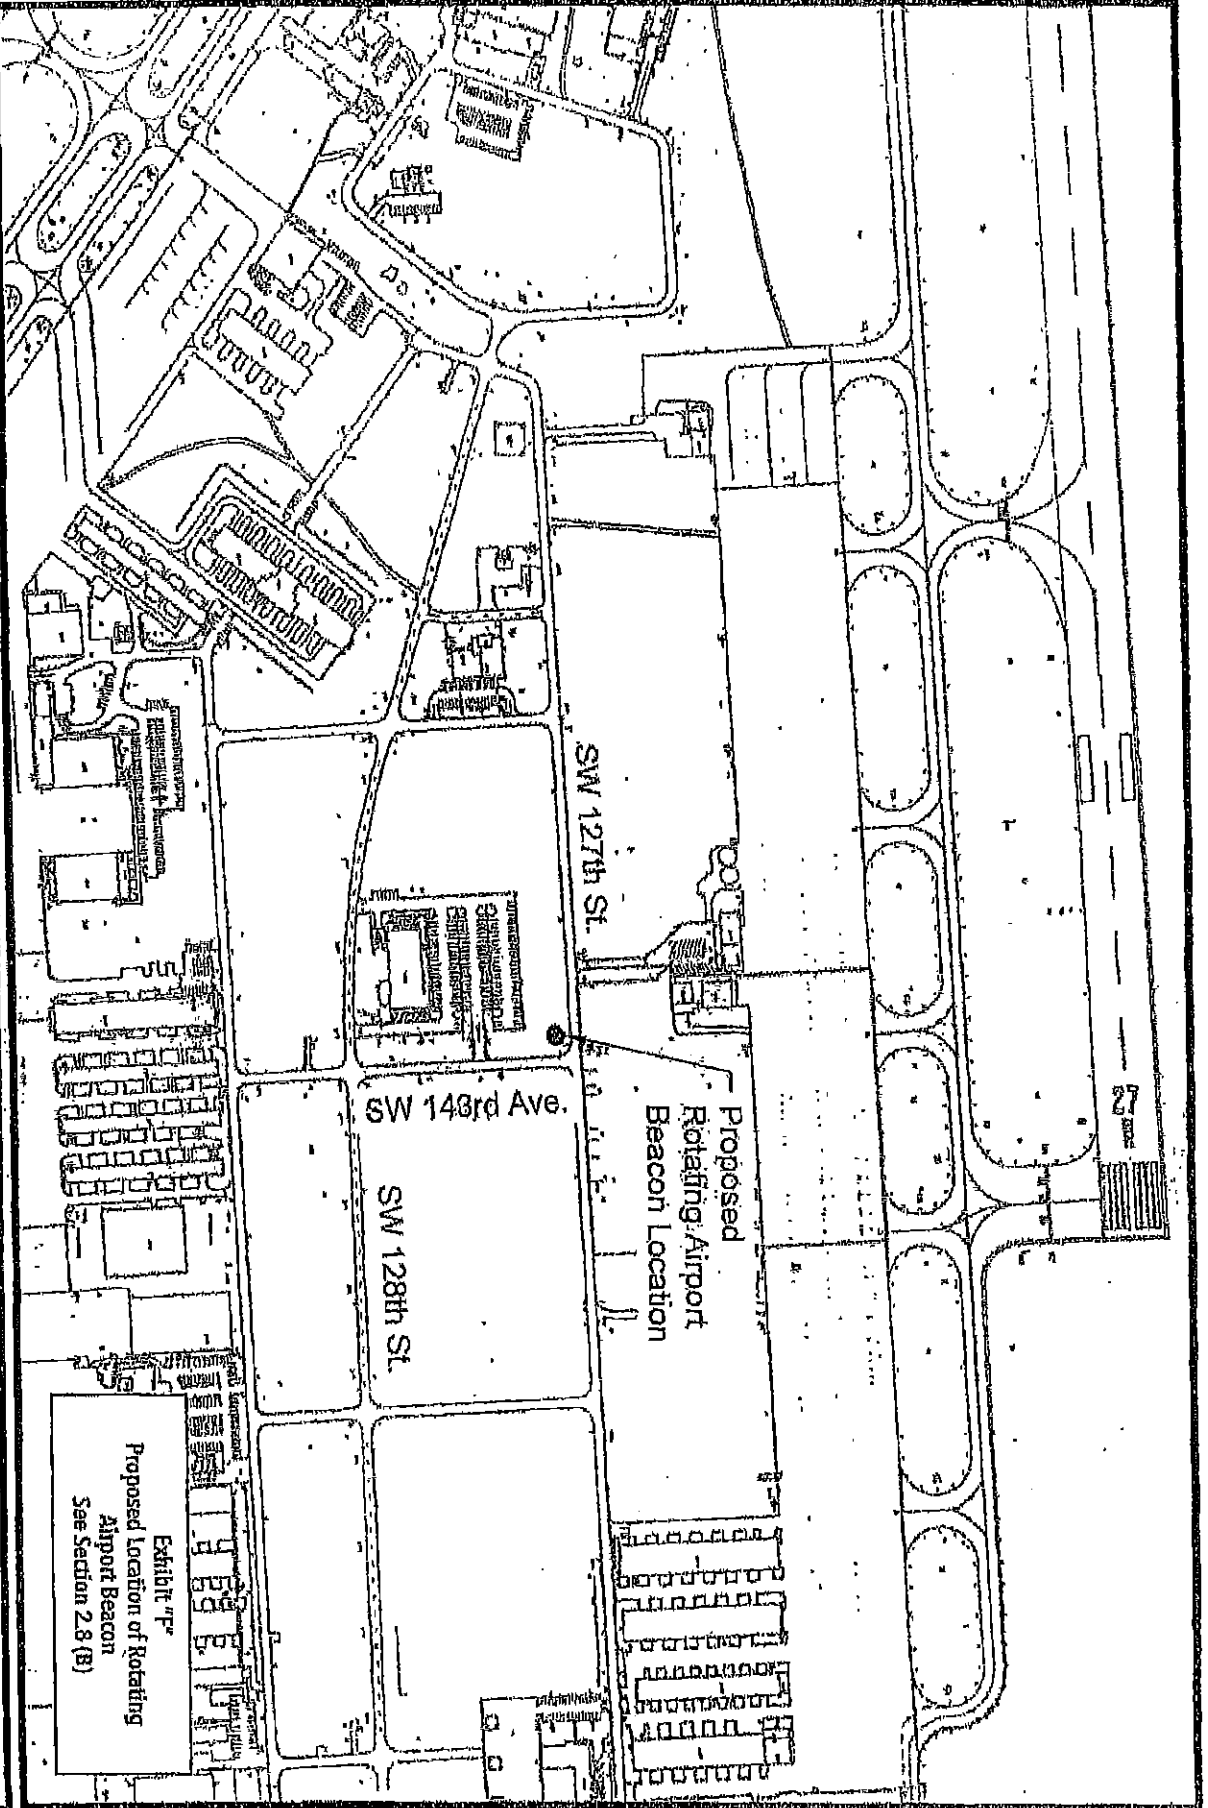 27
SW 127th St.
Proposed
Rotating Airport
Beacon Location
SW 143rd Ave.
SW 128th St.
Exhibit "F"
Proposed Location of Rotating
Airport Beacon
See Section 2.8 (B)